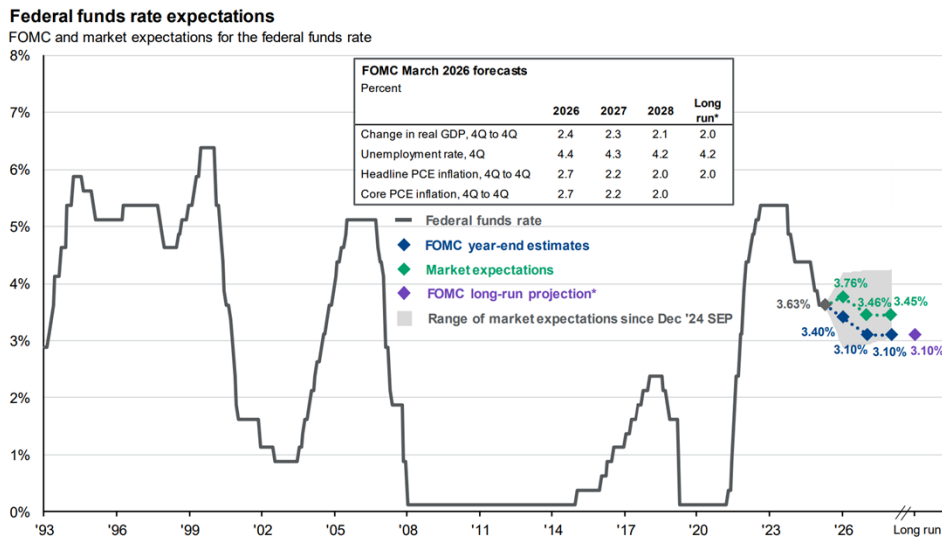 Federal funds rate expectations
FOMC and market expectations for the federal funds rate
8%
7%
6%
5%
4%
3%
2%
1%
0%
FOMC March 2026 forecasts
Percent
2026 2027 2028 Long run*
Change in real GDP, 4Q to 4Q 2.4 2.3 2.1 2.0
Unemployment rate, 4Q 4.4 4.3 4.2 4.2
Headline PCE inflation, 4Q to 4Q 2.7 2.2 2.0 2.0
Core PCE inflation, 4Q to 4Q 2.7 2.2 2.0
Federal funds rate
FOMC year-end estimates
Market expectations
FOMC long-run projection*
Range of market expectations since Dec '24 SEP
3.63%
3.76%
3.46%
3.45%
3.40%
3.10%
3.10%
3.10%
'93 '96 '99 '02 '05 '08 '11 '14 '17 '20 '23 '26 Long run